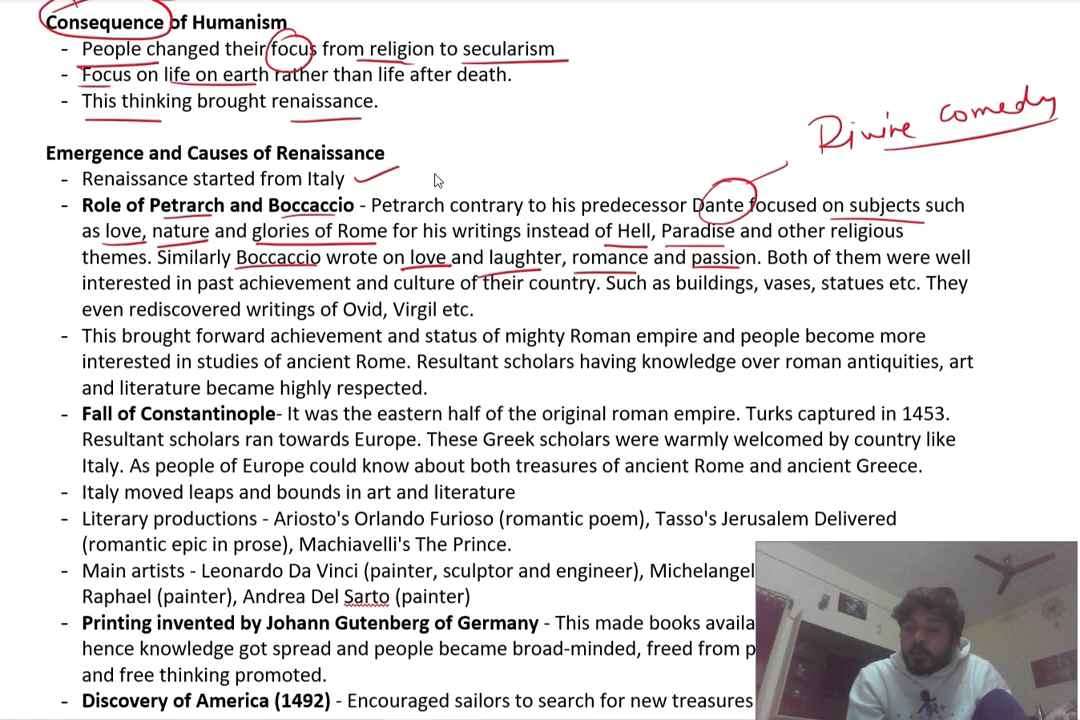 Consequence of Humanism
- People changed their focus from religion to secularism
- Focus on life on earth rather than life after death.
- This thinking brought renaissance.
Divine comedy
Emergence and Causes of Renaissance
- Renaissance started from Italy
- Role of Petrarch and Boccaccio - Petrarch contrary to his predecessor Dante focused on subjects such
as love, nature and glories of Rome for his writings instead of Hell, Paradise and other religious
themes. Similarly Boccaccio wrote on love and laughter, romance and passion. Both of them were well
interested in past achievement and culture of their country. Such as buildings, vases, statues etc. They
even rediscovered writings of Ovid, Virgil etc.
- This brought forward achievement and status of mighty Roman empire and people become more
interested in studies of ancient Rome. Resultant scholars having knowledge over roman antiquities, art
and literature became highly respected.
- Fall of Constantinople- It was the eastern half of the original roman empire. Turks captured in 1453.
Resultant scholars ran towards Europe. These Greek scholars were warmly welcomed by country like
Italy. As people of Europe could know about both treasures of ancient Rome and ancient Greece.
- Italy moved leaps and bounds in art and literature
- Literary productions - Ariosto's Orlando Furioso (romantic poem), Tasso's Jerusalem Delivered
(romantic epic in prose), Machiavelli's The Prince.
- Main artists - Leonardo Da Vinci (painter, sculptor and engineer), Michelangel
Raphael (painter), Andrea Del Sarto (painter)
- Printing invented by Johann Gutenberg of Germany - This made books availa
hence knowledge got spread and people became broad-minded, freed from p
and free thinking promoted.
- Discovery of America (1492) - Encouraged sailors to search for new treasures